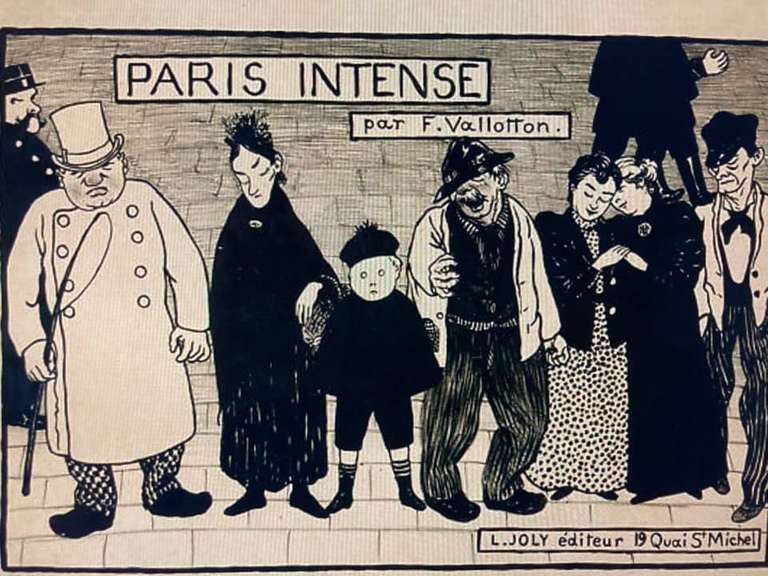 PARIS INTENSE
par F. Vallotton.
L. JOLY éditeur 19 Quai St Michel